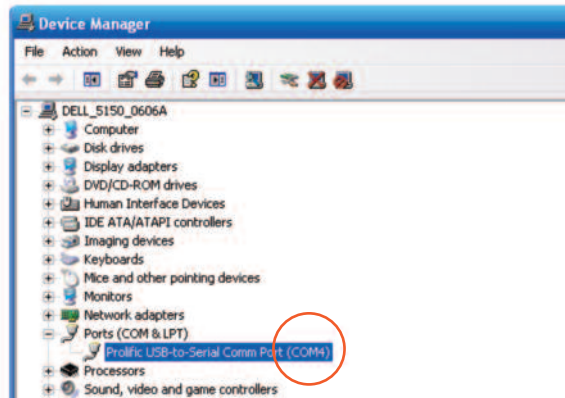 Device Manager
File Action View Help
DELL_5150_0606A
Computer
Disk drives
Display adapters
DVD/CD-ROM drives
Human Interface Devices
IDE ATA/ATAPI controllers
Imaging devices
Keyboards
Mice and other pointing devices
Monitors
Network adapters
Ports (COM & LPT)
Prolific USB-to-Serial Comm Port (COM4)
Processors
Sound, video and game controllers